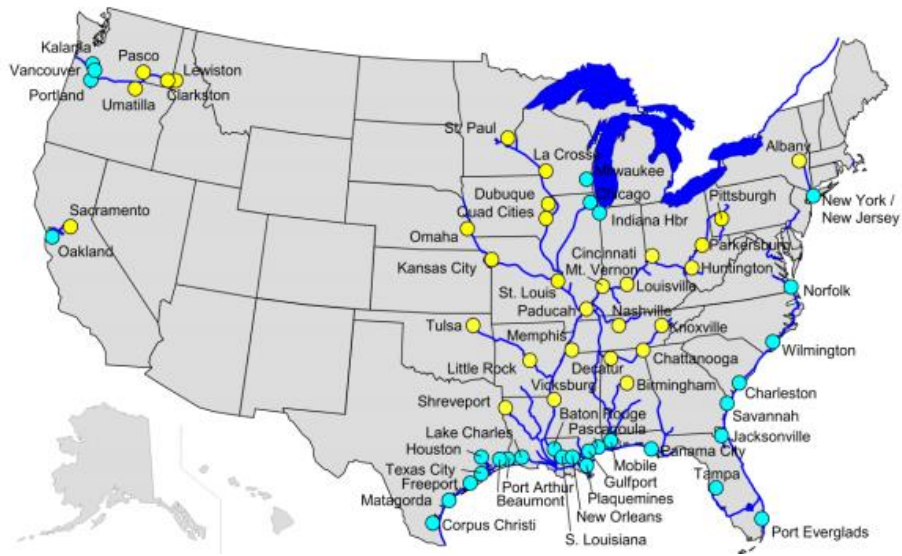 Kalama
Vancouver
Portland
Pasco
Umatilla
Lewiston
Clarkston
Sacramento
Oakland
St. Paul
La Crosse
Milwaukee
Chicago
Dubuque
Quad Cities
Indiana Hbr
Omaha
Kansas City
Albany
Pittsburgh
New York /
New Jersey
Cincinnati
Parkersburg
Mt. Vernon
Huntington
Louisville
Norfolk
St. Louis
Paducah
Nashville
Tulsa
Memphis
Knoxville
Wilmington
Little Rock
Decatur
Chattanooga
Vicksburg
Birmingham
Charleston
Shreveport
Baton Rouge
Savannah
Pascagoula
Lake Charles
Jacksonville
Houston
Mobile
Panama City
Texas City
Gulfport
Tampa
Freeport
Port Arthur
Plaquemines
Beaumont
Matagorda
New Orleans
Corpus Christi
S. Louisiana
Port Everglads